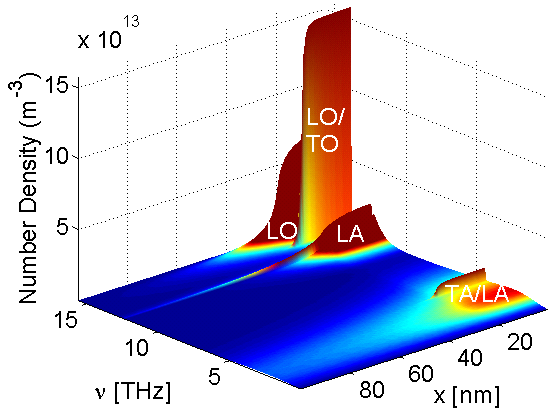 x 10^13
15
10
5
Number Density (m^-3)
LO/
TO
LO
LA
TA/LA
15
10
5
ν [THz]
80
60
40
20
x [nm]